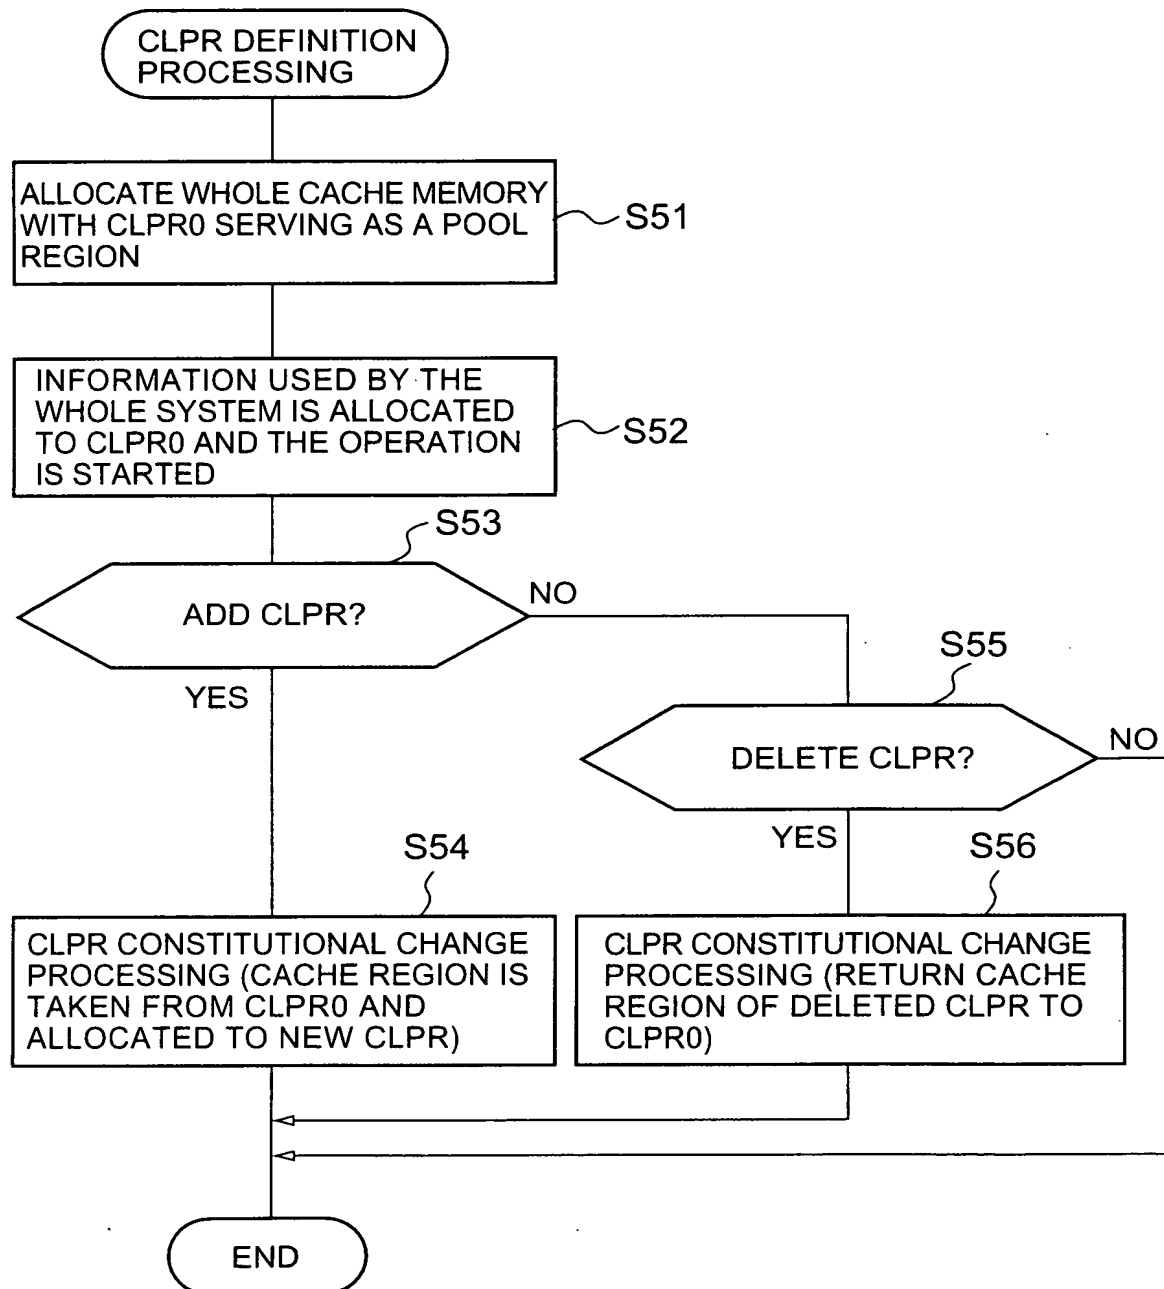 CLPR DEFINITION
PROCESSING
ALLOCATE WHOLE CACHE MEMORY
WITH CLPR0 SERVING AS A POOL
REGION
S51
INFORMATION USED BY THE
WHOLE SYSTEM IS ALLOCATED
TO CLPR0 AND THE OPERATION
IS STARTED
S52
S53
ADD CLPR?
NO
YES
S55
DELETE CLPR?
NO
YES
S54
CLPR CONSTITUTIONAL CHANGE
PROCESSING (CACHE REGION IS
TAKEN FROM CLPR0 AND
ALLOCATED TO NEW CLPR)
S56
CLPR CONSTITUTIONAL CHANGE
PROCESSING (RETURN CACHE
REGION OF DELETED CLPR TO
CLPR0)
END